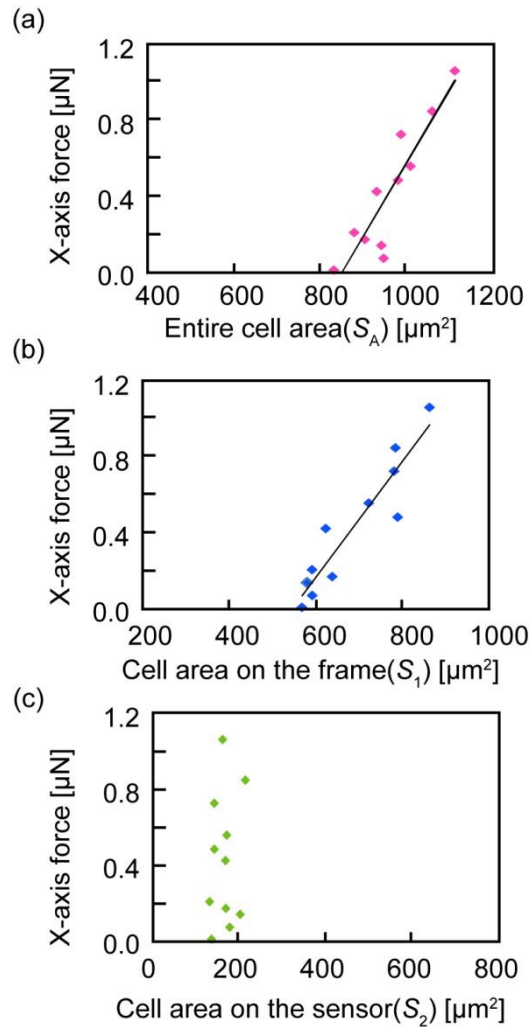 (a)
X-axis force [µN]
1.2
0.8
0.4
0.0
400 600 800 1000 1200
Entire cell area(S_A) [µm²]
(b)
X-axis force [µN]
1.2
0.8
0.4
0.0
200 400 600 800 1000
Cell area on the frame(S_1) [µm²]
(c)
X-axis force [µN]
1.2
0.8
0.4
0.0
0 200 400 600 800
Cell area on the sensor(S_2) [µm²]